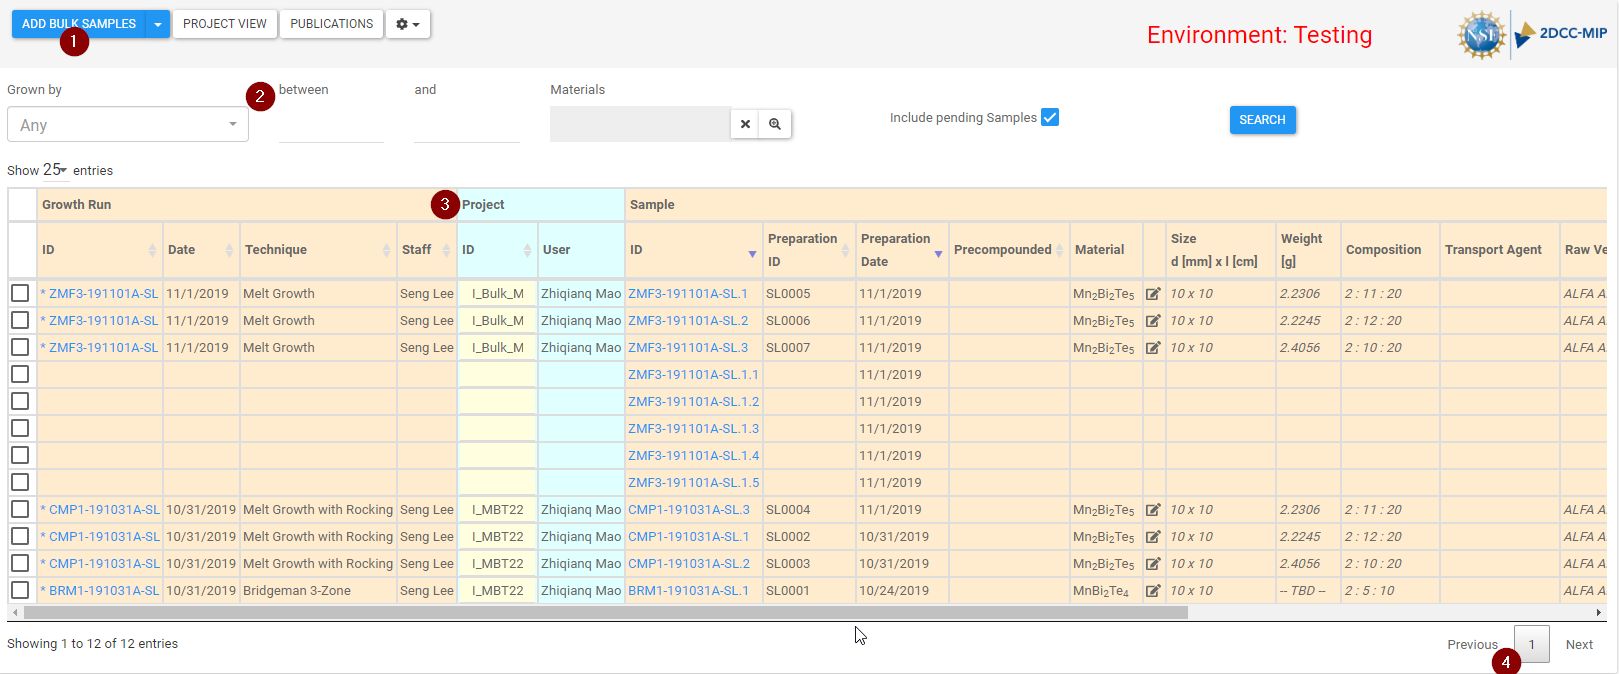 ADD BULK SAMPLES PROJECT VIEW PUBLICATIONS
1
Environment: Testing
NSF 2DCC-MIP
Grown by 2 between and Materials
Any Include pending Samples SEARCH
Show 25 entries
Growth Run 3 Project Sample
ID Date Technique Staff ID User ID Preparation ID Preparation Date Precompounded Material Size d [mm] x l [cm] Weight [g] Composition Transport Agent Raw Ve
* ZMF3-191101A-SL 11/1/2019 Melt Growth Seng Lee I_Bulk_M Zhiqianq Mao ZMF3-191101A-SL.1 SL0005 11/1/2019 Mn₂Bi₂Te₅ 10 x 10 2.2306 2 : 11 : 20 ALFA A
* ZMF3-191101A-SL 11/1/2019 Melt Growth Seng Lee I_Bulk_M Zhiqianq Mao ZMF3-191101A-SL.2 SL0006 11/1/2019 Mn₂Bi₂Te₅ 10 x 10 2.2245 2 : 12 : 20 ALFA A
* ZMF3-191101A-SL 11/1/2019 Melt Growth Seng Lee I_Bulk_M Zhiqianq Mao ZMF3-191101A-SL.3 SL0007 11/1/2019 Mn₂Bi₂Te₅ 10 x 10 2.4056 2 : 10 : 20 ALFA A
ZMF3-191101A-SL.1.1 11/1/2019
ZMF3-191101A-SL.1.2 11/1/2019
ZMF3-191101A-SL.1.3 11/1/2019
ZMF3-191101A-SL.1.4 11/1/2019
ZMF3-191101A-SL.1.5 11/1/2019
* CMP1-191031A-SL 10/31/2019 Melt Growth with Rocking Seng Lee I_MBT22 Zhiqianq Mao CMP1-191031A-SL.3 SL0004 11/1/2019 Mn₂Bi₂Te₅ 10 x 10 2.2306 2 : 11 : 20 ALFA A
* CMP1-191031A-SL 10/31/2019 Melt Growth with Rocking Seng Lee I_MBT22 Zhiqianq Mao CMP1-191031A-SL.1 SL0002 10/31/2019 Mn₂Bi₂Te₅ 10 x 10 2.2245 2 : 12 : 20 ALFA A
* CMP1-191031A-SL 10/31/2019 Melt Growth with Rocking Seng Lee I_MBT22 Zhiqianq Mao CMP1-191031A-SL.2 SL0003 10/31/2019 Mn₂Bi₂Te₅ 10 x 10 2.4056 2 : 10 : 20 ALFA A
* BRM1-191031A-SL 10/31/2019 Bridgeman 3-Zone Seng Lee I_MBT22 Zhiqianq Mao BRM1-191031A-SL.1 SL0001 10/24/2019 MnBi₂Te₄ 10 x 10 -- TBD -- 2 : 5 : 10 ALFA A
Showing 1 to 12 of 12 entries Previous 1 Next
4